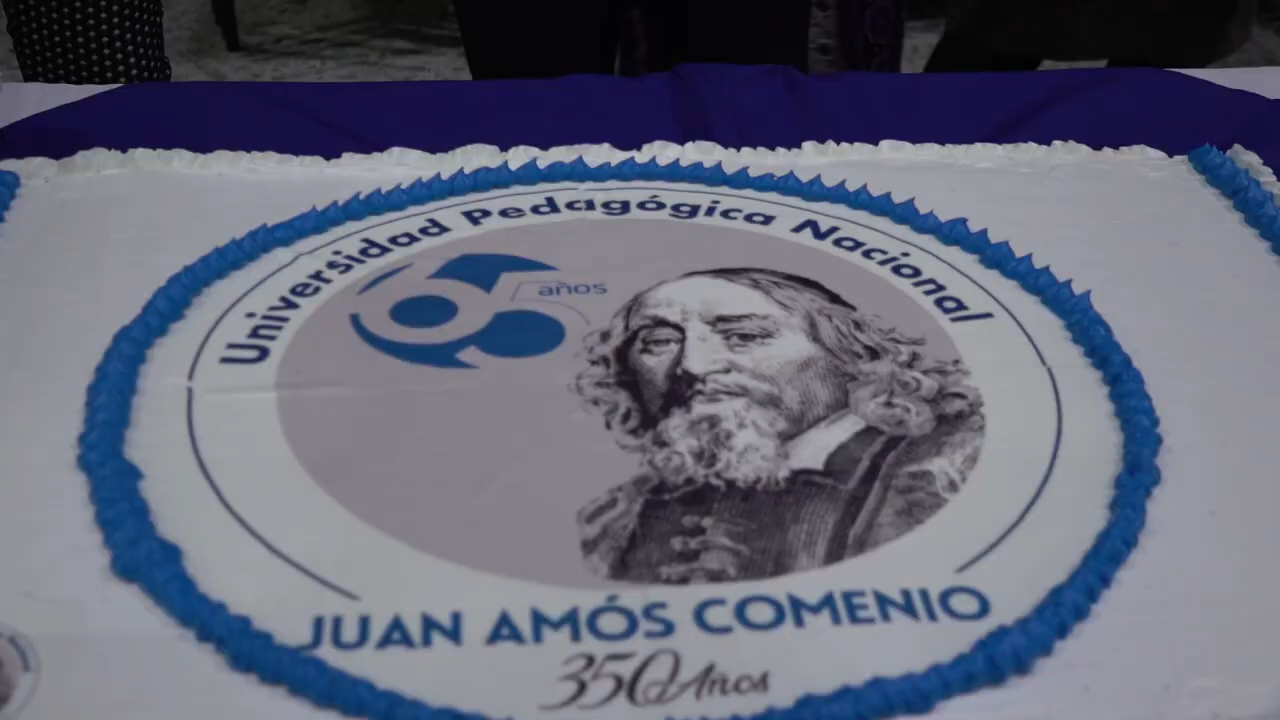 Universidad Pedagógica Nacional
años
JUAN AMÓS COMENIO
350 Años